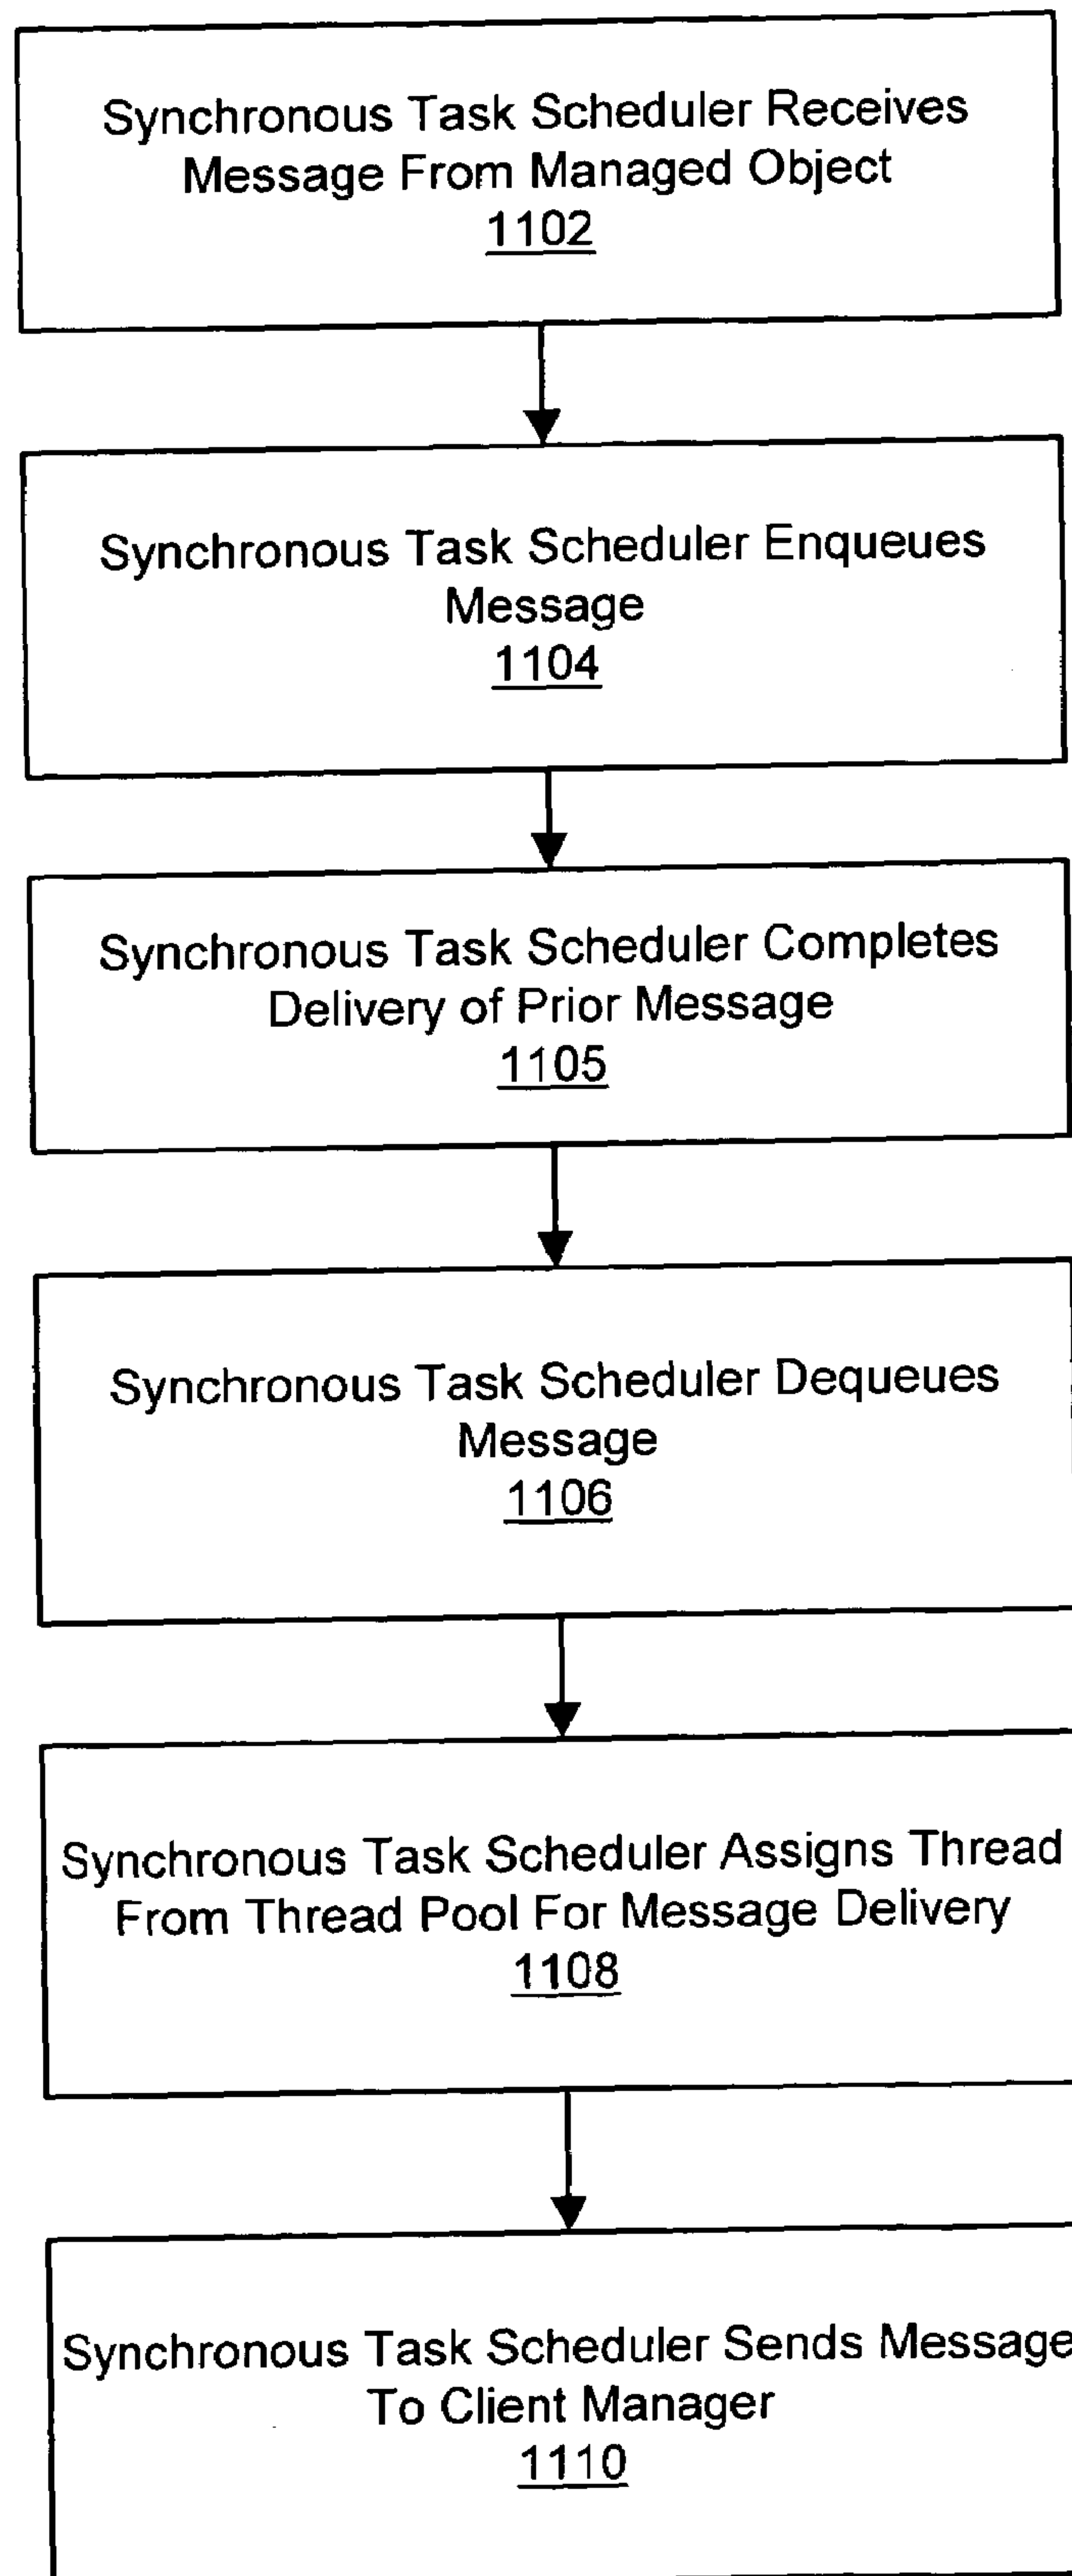 Synchronous Task Scheduler Receives
Message From Managed Object
1102
Synchronous Task Scheduler Enqueues
Message
1104
Synchronous Task Scheduler Completes
Delivery of Prior Message
1105
Synchronous Task Scheduler Dequeues
Message
1106
Synchronous Task Scheduler Assigns Thread
From Thread Pool For Message Delivery
1108
Synchronous Task Scheduler Sends Message
To Client Manager
1110